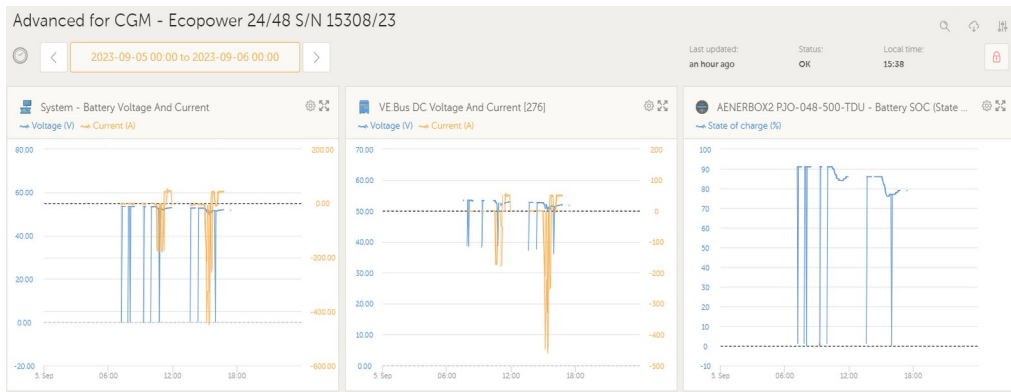 Advanced for CGM - Ecopower 24/48 S/N 15308/23
2023-09-05 00:00 to 2023-09-06 00:00
Last updated:
an hour ago
Status:
OK
Local time:
15:38
System - Battery Voltage And Current
Voltage (V) Current (A)
80.00
60.00
40.00
20.00
0.00
-20.00
200.00
0.00
-200.00
-400.00
-600.00
5. Sep 06:00 12:00 18:00
VE.Bus DC Voltage And Current [276]
Voltage (V) Current (A)
70.00
60.00
50.00
40.00
30.00
20.00
10.00
0.00
200
100
0
-100
-200
-300
-400
-500
5. Sep 06:00 12:00 18:00
AENERBOX2 PJO-048-500-TDU - Battery SOC (State ...
State of charge (%)
100
90
80
70
60
50
40
30
20
10
0
-10
5. Sep 06:00 12:00 18:00